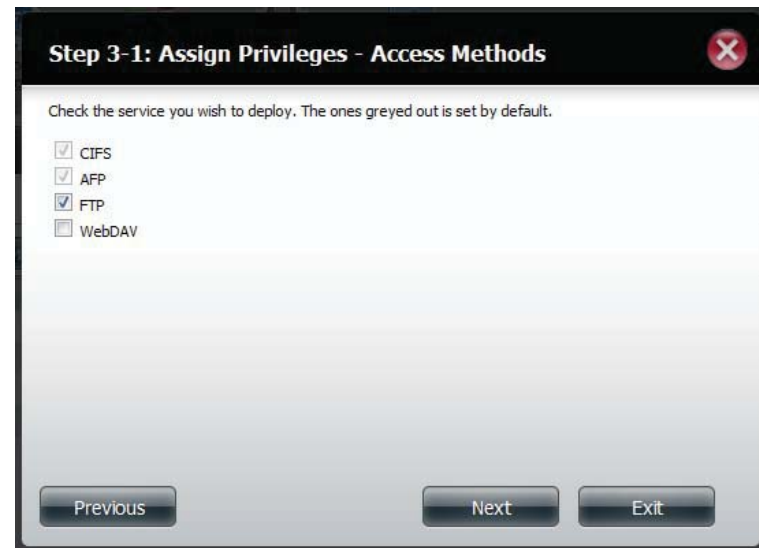 Step 3-1: Assign Privileges - Access Methods
Check the service you wish to deploy. The ones greyed out is set by default.
CIFS
AFP
FTP
WebDAV
Previous
Next
Exit